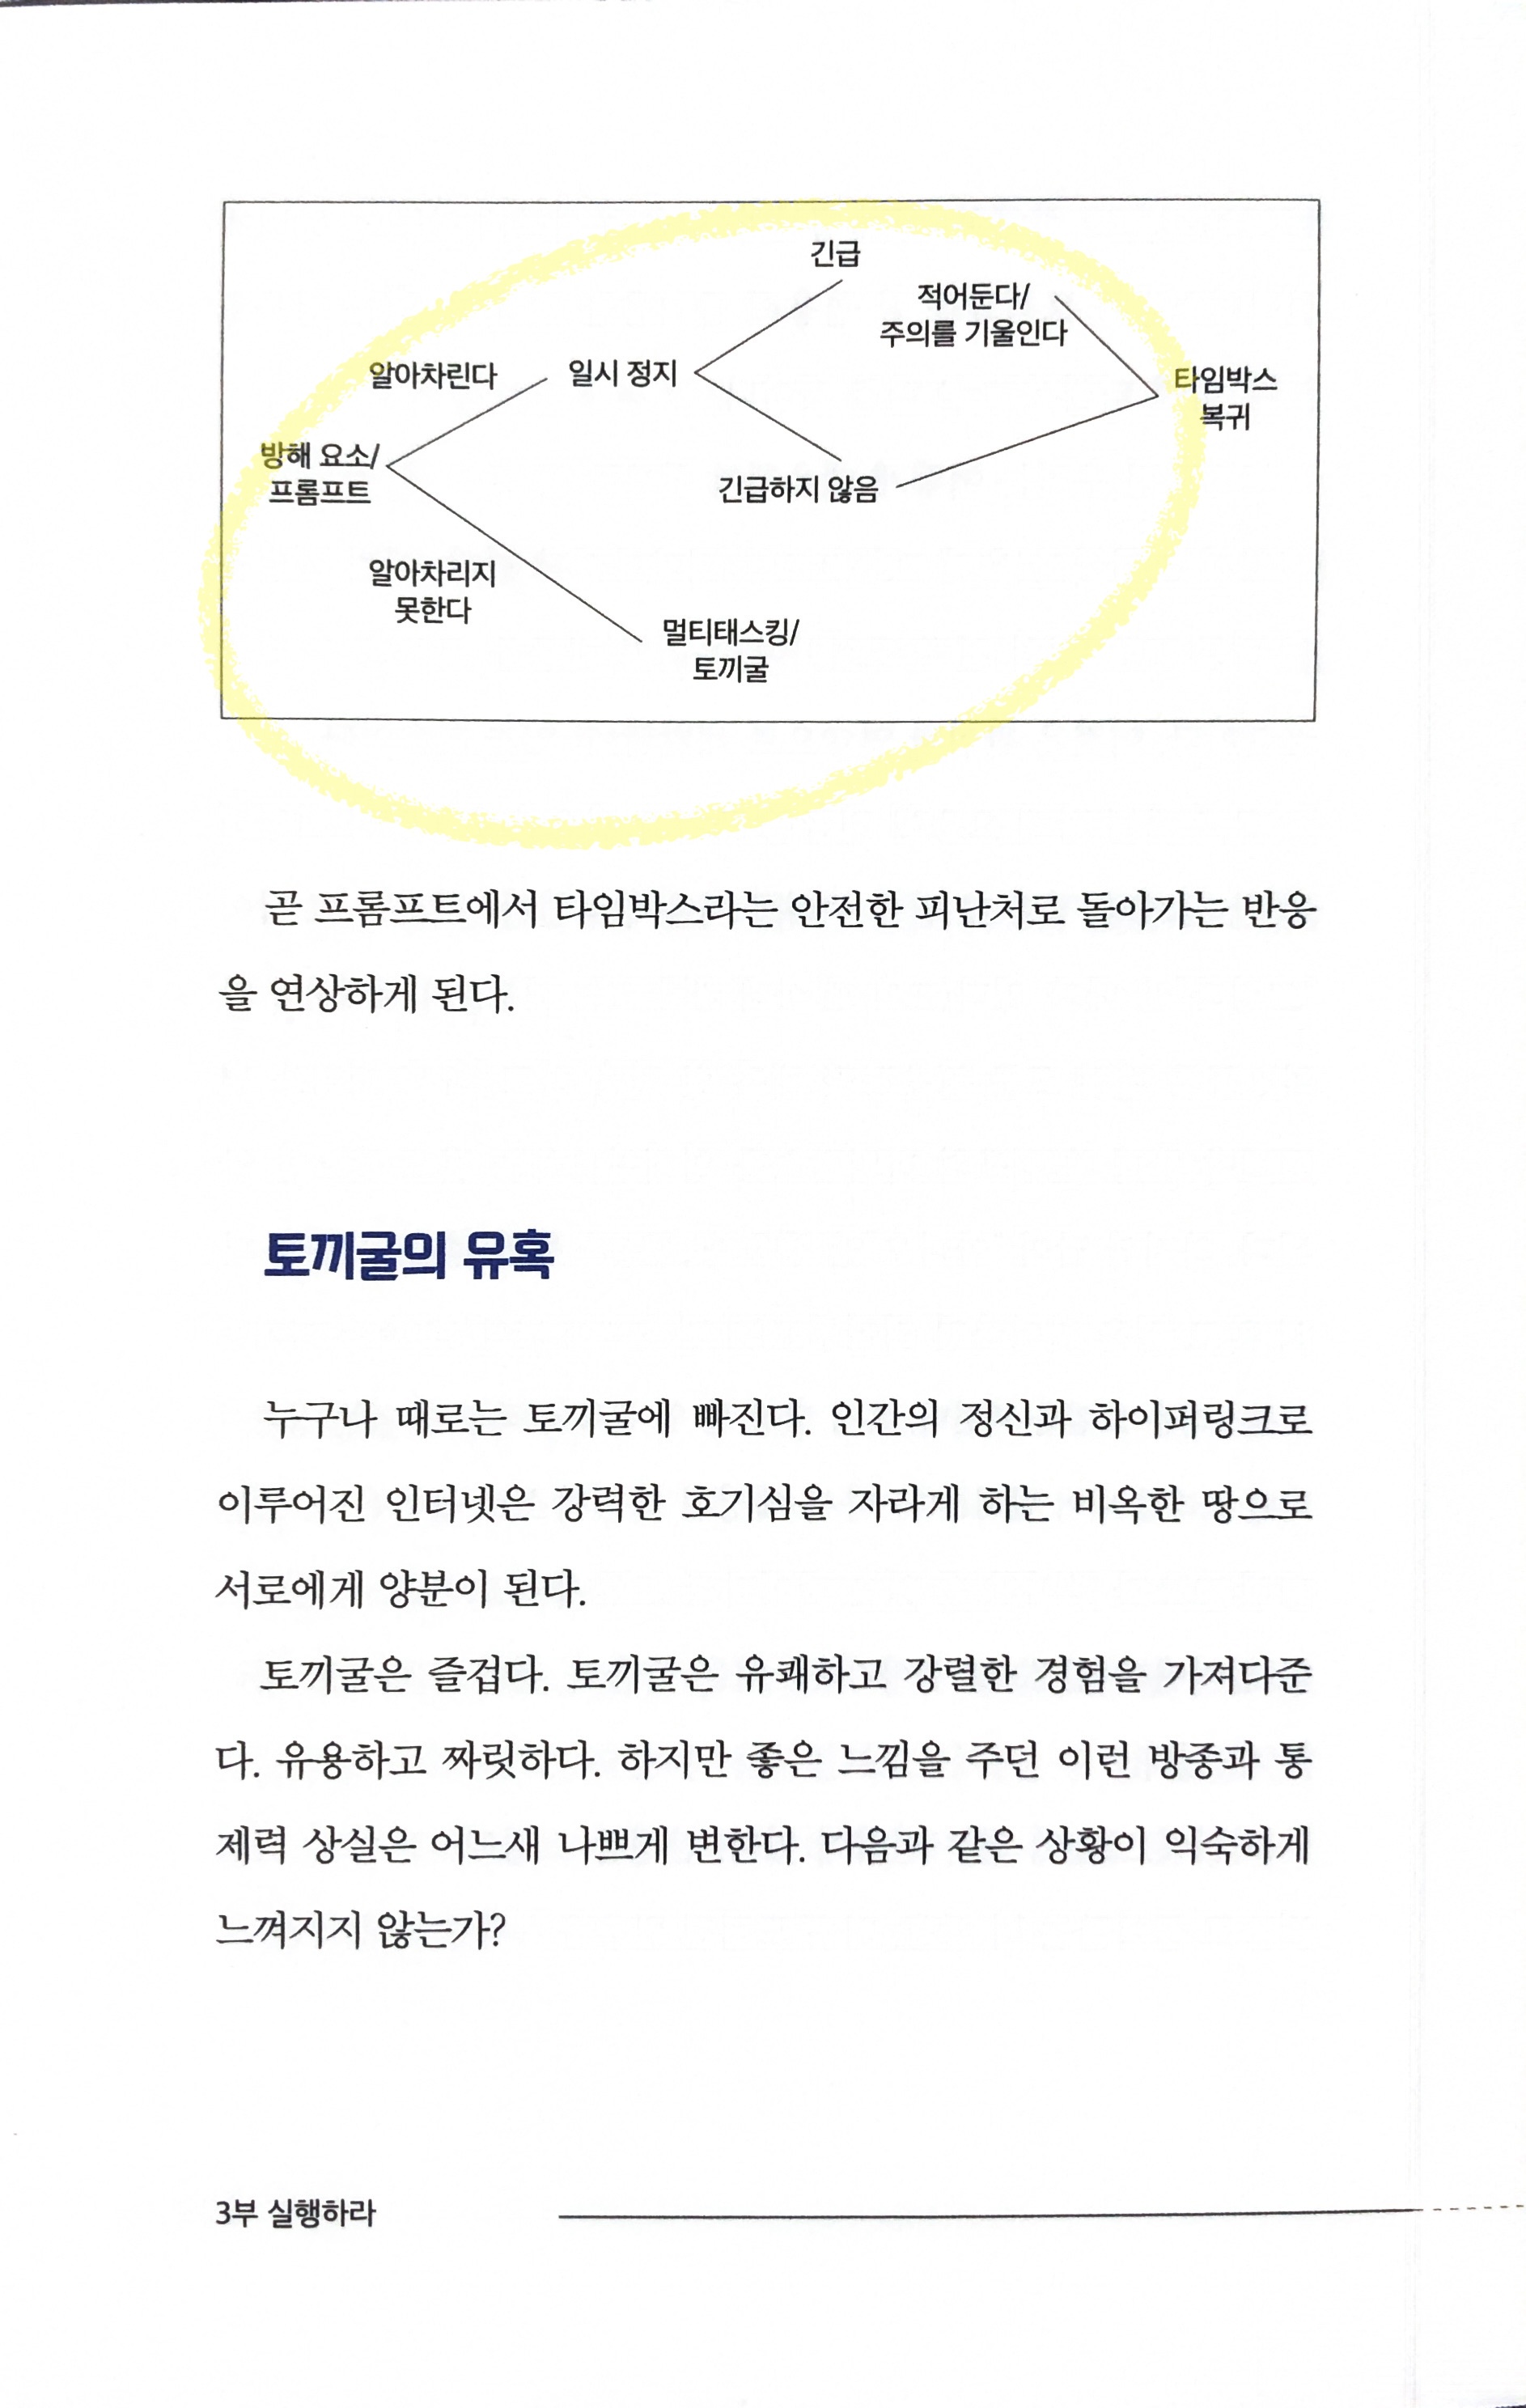 긴급
적어둔다/
주의를 기울인다
알아차린다
일시 정지
타임박스
복귀
방해 요소/
프롬프트
긴급하지 않음
알아차리지
못한다
멀티태스킹/
토끼굴
곧 프롬프트에서 타임박스라는 안전한 피난처로 돌아가는 반응
을 연상하게 된다.
토끼굴의 유혹
누구나 때로는 토끼굴에 빠진다. 인간의 정신과 하이퍼링크로
이루어진 인터넷은 강력한 호기심을 자라게 하는 비옥한 땅으로
서로에게 양분이 된다.
토끼굴은 즐겁다. 토끼굴은 유쾌하고 강렬한 경험을 가져다준
다. 유용하고 짜릿하다. 하지만 좋은 느낌을 주던 이런 방종과 통
제력 상실은 어느새 나쁘게 변한다. 다음과 같은 상황이 익숙하게
느껴지지 않는가?
3부 실행하라